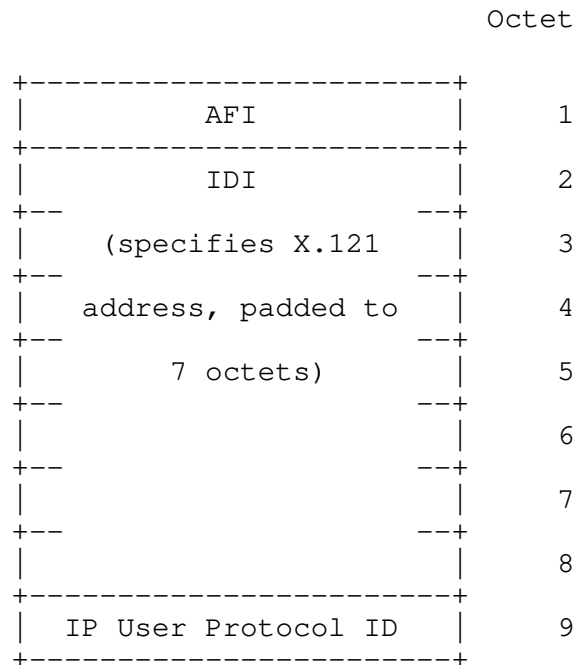 Octet
+------------------------+
|          AFI           |     1
+------------------------+
|          IDI           |     2
+--                    --+
|    (specifies X.121    |     3
+--                    --+
|   address, padded to   |     4
+--                    --+
|        7 octets)       |     5
+--                    --+
|                        |     6
+--                    --+
|                        |     7
+--                    --+
|                        |     8
+------------------------+
|  IP User Protocol ID   |     9
+------------------------+